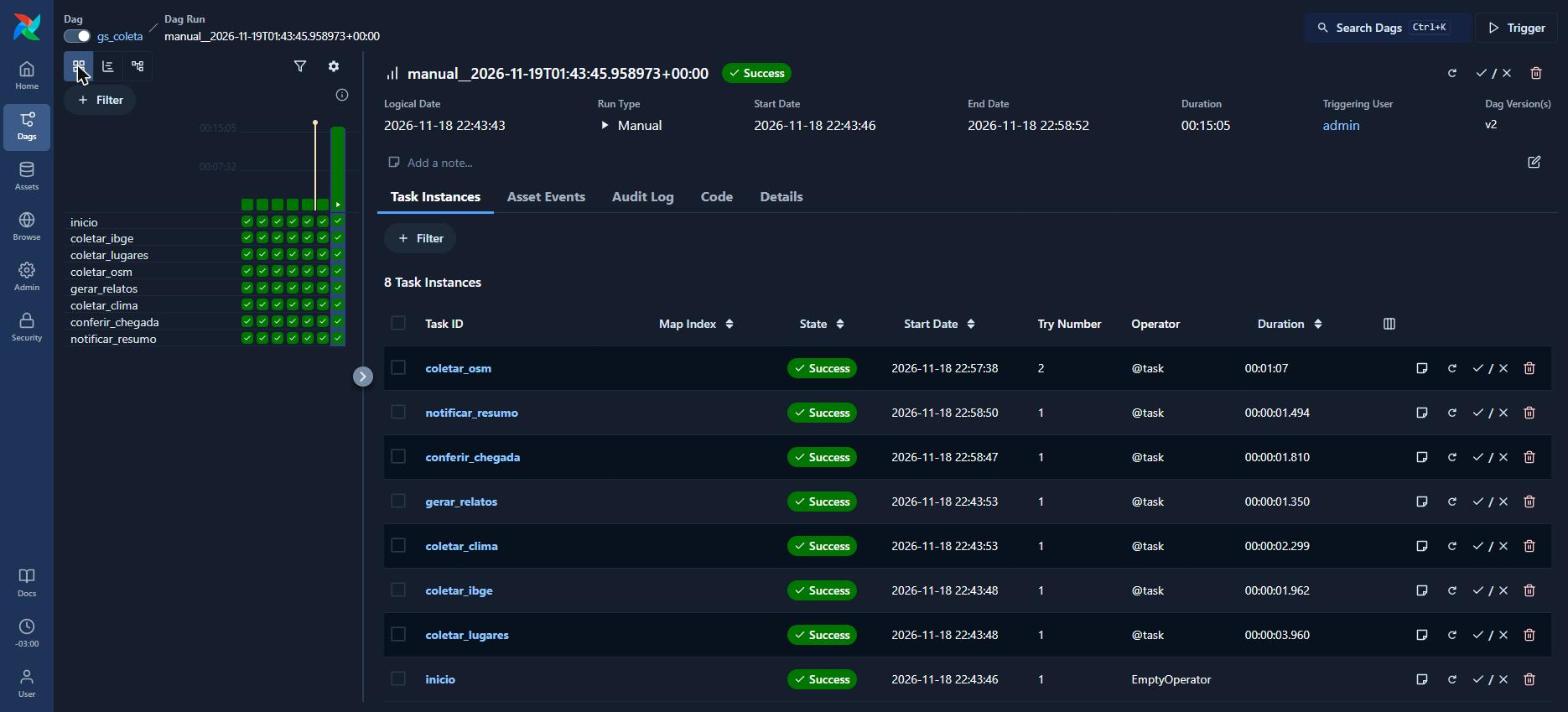 Dag
gs_coleta / Dag Run
manual__2026-11-19T01:43:45.958973+00:00
Search Dags Ctrl+K
Trigger
Home
Dags
Assets
Browse
Admin
Security
Docs
-03:00
User
+ Filter
00:15:05
00:07:32
inicio
coletar_ibge
coletar_lugares
coletar_osm
gerar_relatos
coletar_clima
conferir_chegada
notificar_resumo
manual__2026-11-19T01:43:45.958973+00:00 Success
Logical Date Run Type Start Date End Date Duration Triggering User Dag Version(s)
2026-11-18 22:43:43 Manual 2026-11-18 22:43:46 2026-11-18 22:58:52 00:15:05 admin v2
Add a note...
Task Instances Asset Events Audit Log Code Details
+ Filter
8 Task Instances
Task ID Map Index State Start Date Try Number Operator Duration
coletar_osm Success 2026-11-18 22:57:38 2 @task 00:01:07
notificar_resumo Success 2026-11-18 22:58:50 1 @task 00:00:01.494
conferir_chegada Success 2026-11-18 22:58:47 1 @task 00:00:01.810
gerar_relatos Success 2026-11-18 22:43:53 1 @task 00:00:01.350
coletar_clima Success 2026-11-18 22:43:53 1 @task 00:00:02.299
coletar_ibge Success 2026-11-18 22:43:48 1 @task 00:00:01.962
coletar_lugares Success 2026-11-18 22:43:48 1 @task 00:00:03.960
inicio Success 2026-11-18 22:43:46 1 EmptyOperator